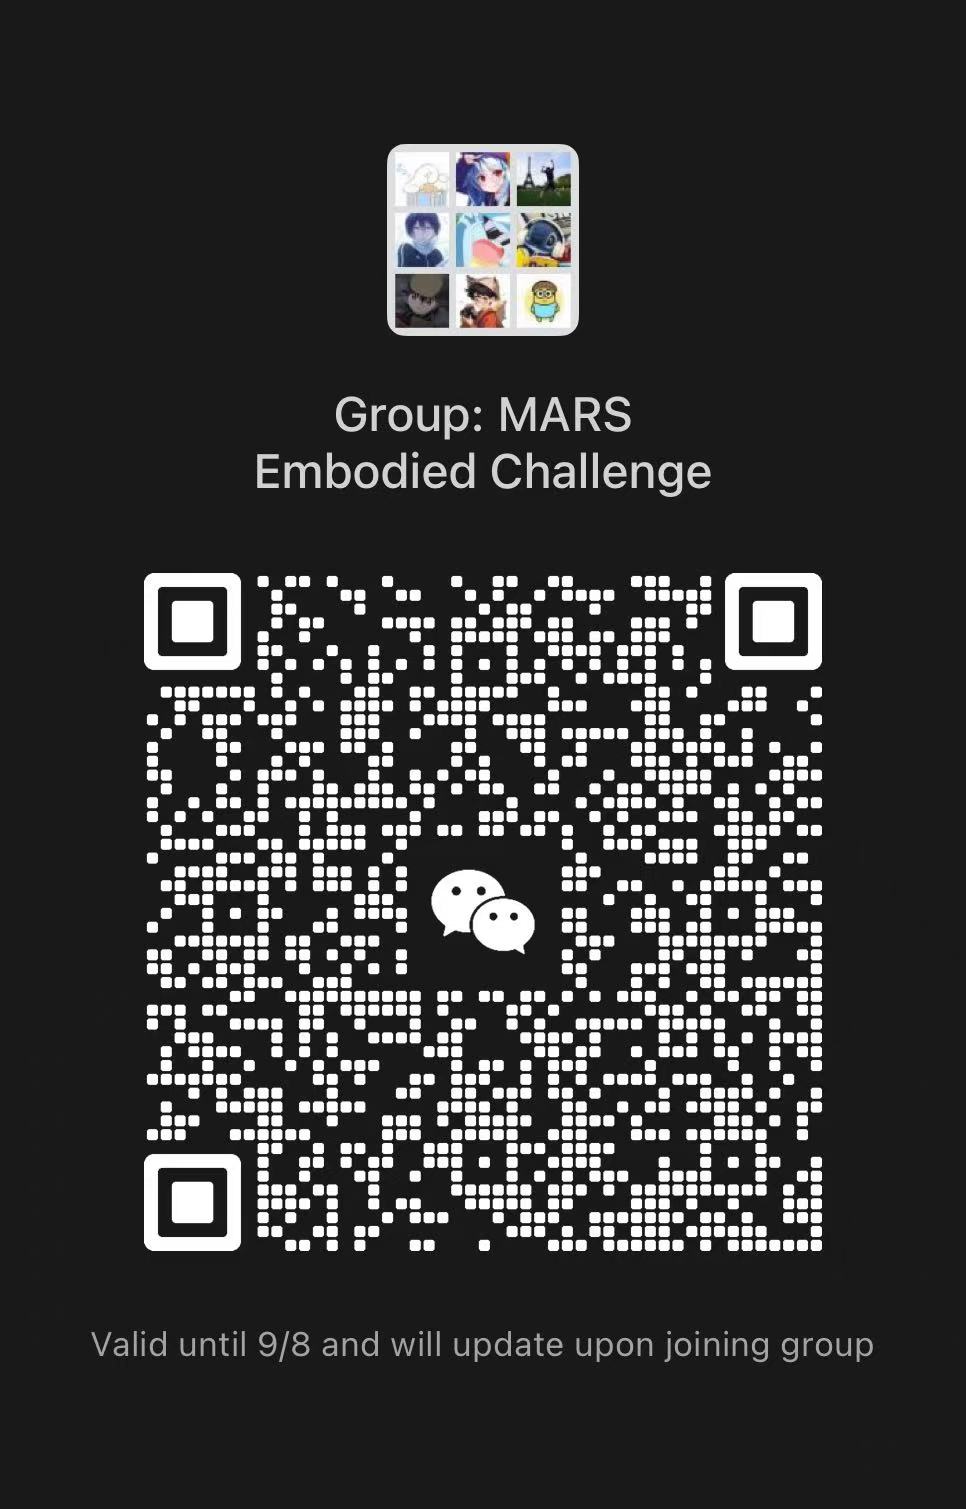 Group: MARS
Embodied Challenge
Valid until 9/8 and will update upon joining group